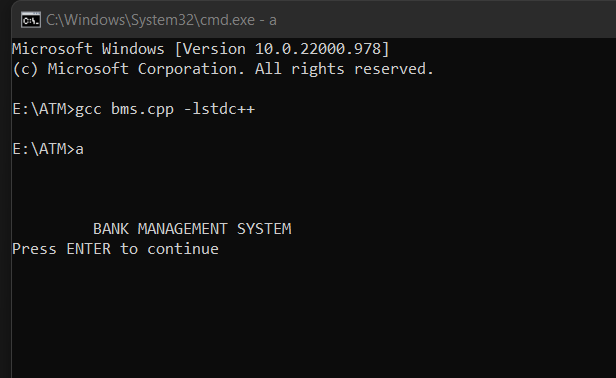 C:\Windows\System32\cmd.exe - a
Microsoft Windows [Version 10.0.22000.978]
(c) Microsoft Corporation. All rights reserved.
E:\ATM>gcc bms.cpp -lstdc++
E:\ATM>a
BANK MANAGEMENT SYSTEM
Press ENTER to continue